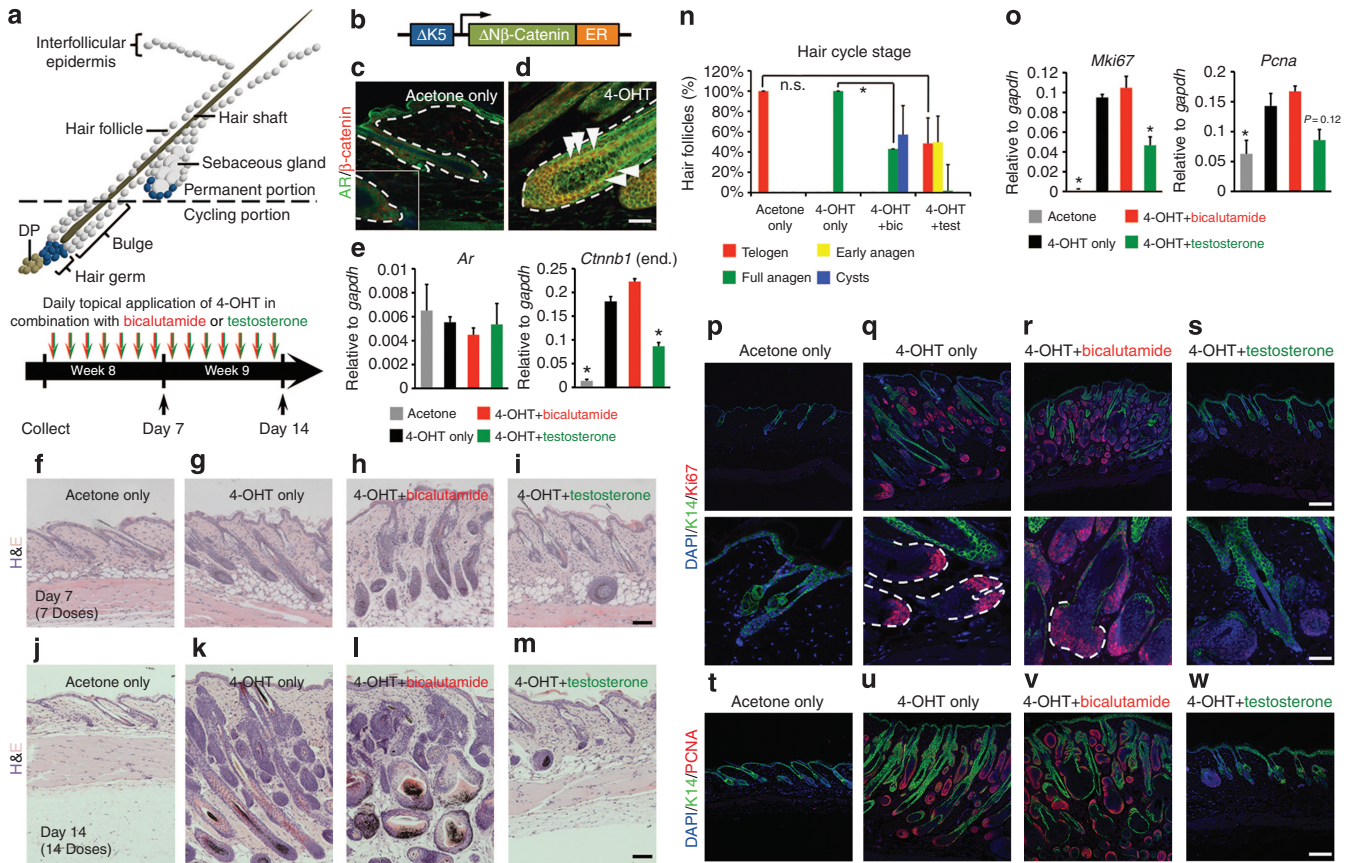 a
Interfollicular
epidermis
Hair follicle
Hair shaft
Sebaceous gland
Permanent portion
Cycling portion
DP
Bulge
Hair germ
Daily topical application of 4-OHT in
combination with bicalutamide or testosterone
Week 8
Week 9
Collect
Day 7
Day 14
b
ΔK5
ΔNβ-Catenin
ER
c
d
AR/β-catenin
Acetone only
4-OHT
e
Ar
Relative to gapdh
0.01
0.008
0.006
0.004
0.002
0
Ctnnb1 (end.)
Relative to gapdh
0.25
0.2
0.15
0.1
0.05
0
*
*
Acetone
4-OHT+bicalutamide
4-OHT only
4-OHT+testosterone
f
g
h
i
H&E
Acetone only
4-OHT only
4-OHT+bicalutamide
4-OHT+testosterone
Day 7
(7 Doses)
j
k
l
m
H&E
Acetone only
4-OHT only
4-OHT+bicalutamide
4-OHT+testosterone
Day 14
(14 Doses)
n
Hair cycle stage
Hair follicles (%)
120%
100%
80%
60%
40%
20%
0%
n.s.
*
Acetone
only
4-OHT
only
4-OHT
+bic
4-OHT
+test
Telogen
Early anagen
Full anagen
Cysts
o
Mki67
Relative to gapdh
0.12
0.1
0.08
0.06
0.04
0.02
0
*
*
Pcna
Relative to gapdh
0.2
0.15
0.1
0.05
0
*
P=0.12
Acetone
4-OHT+bicalutamide
4-OHT only
4-OHT+testosterone
p
q
r
s
Acetone only
4-OHT only
4-OHT+bicalutamide
4-OHT+testosterone
DAPI/K14/Ki67
t
u
v
w
Acetone only
4-OHT only
4-OHT+bicalutamide
4-OHT+testosterone
DAPI/K14/PCNA